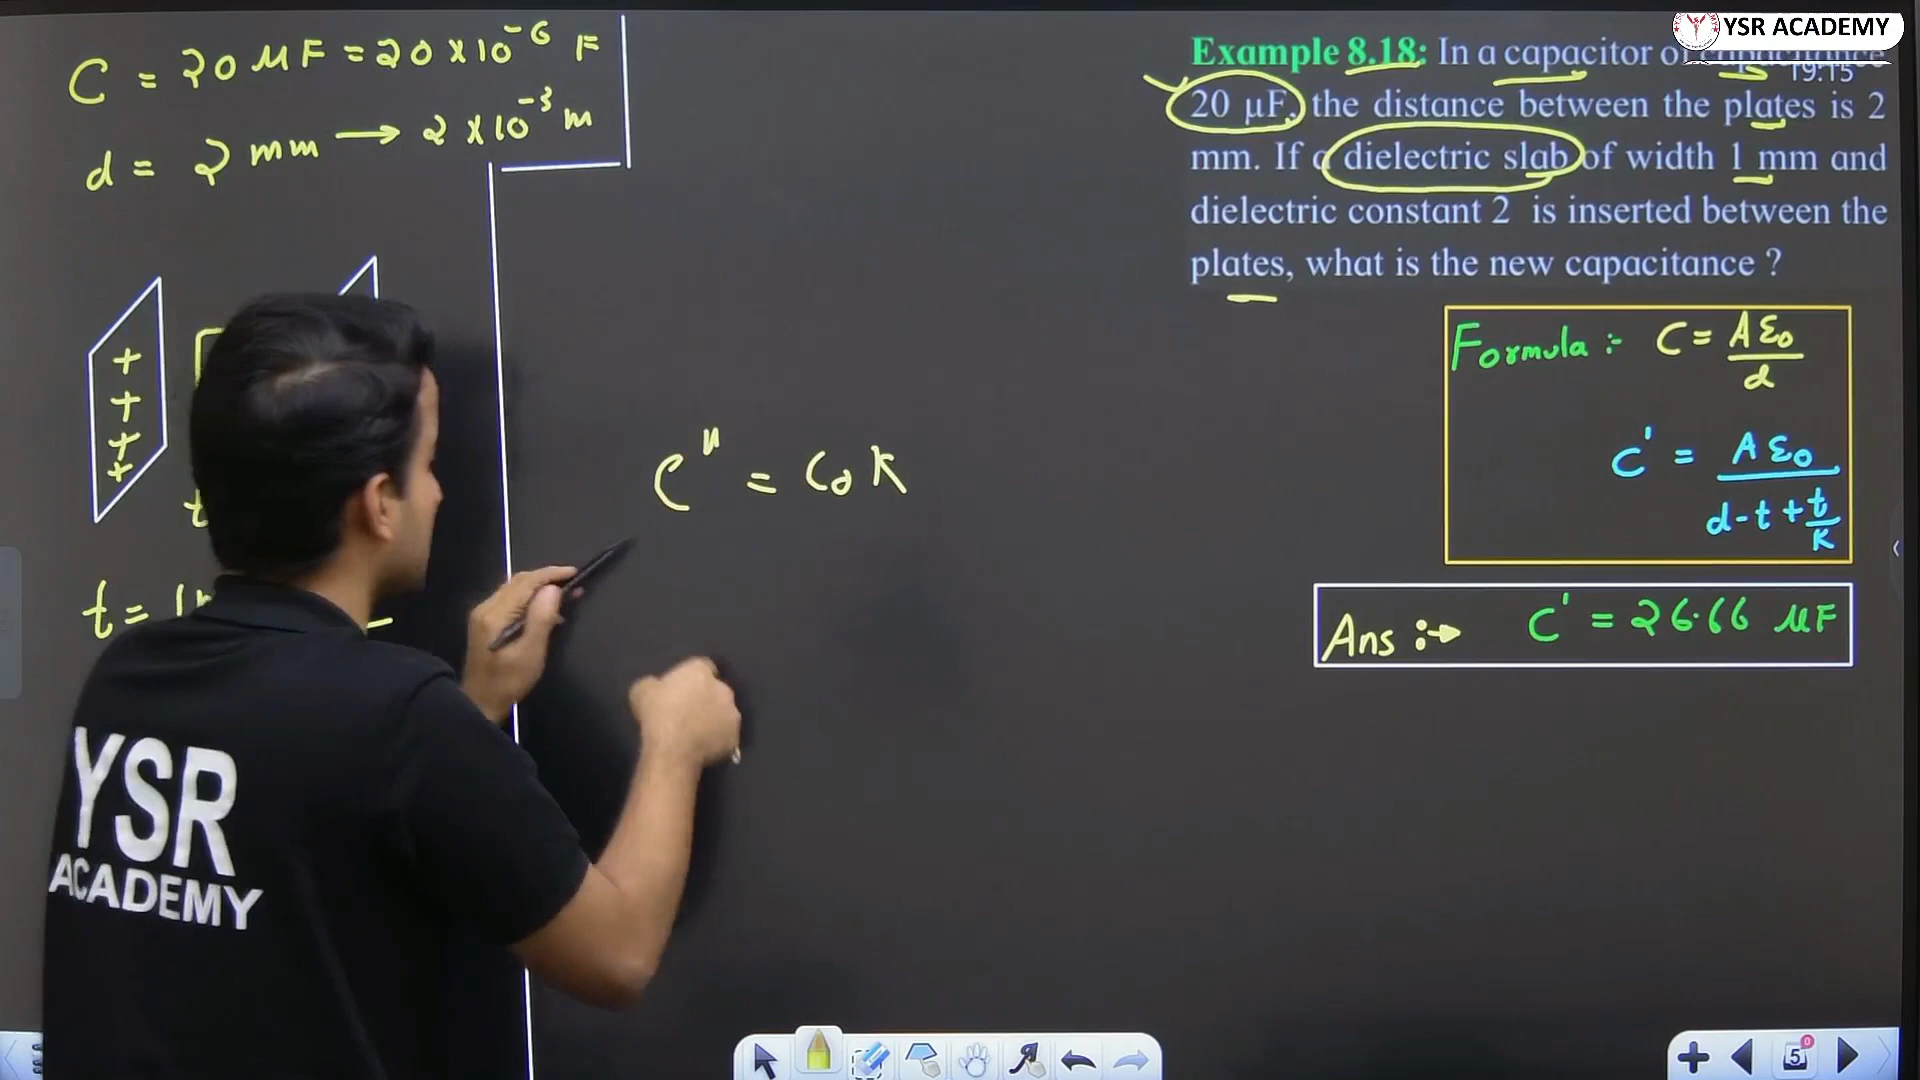 YSR ACADEMY
19:15
C = 20 μF = 20 × 10⁻⁶ F
d = 2 mm → 2 × 10⁻³ m
+
+
+
+
t
t =
C" = C₀ K
Example 8.18: In a capacitor of capacitance
20 μF, the distance between the plates is 2
mm. If a dielectric slab of width 1 mm and
dielectric constant 2 is inserted between the
plates, what is the new capacitance ?
Formula :- C = Aε₀/d
C' = Aε₀/(d-t+t/K)
Ans :→ C' = 26.66 μF
YSR
ACADEMY
5
0